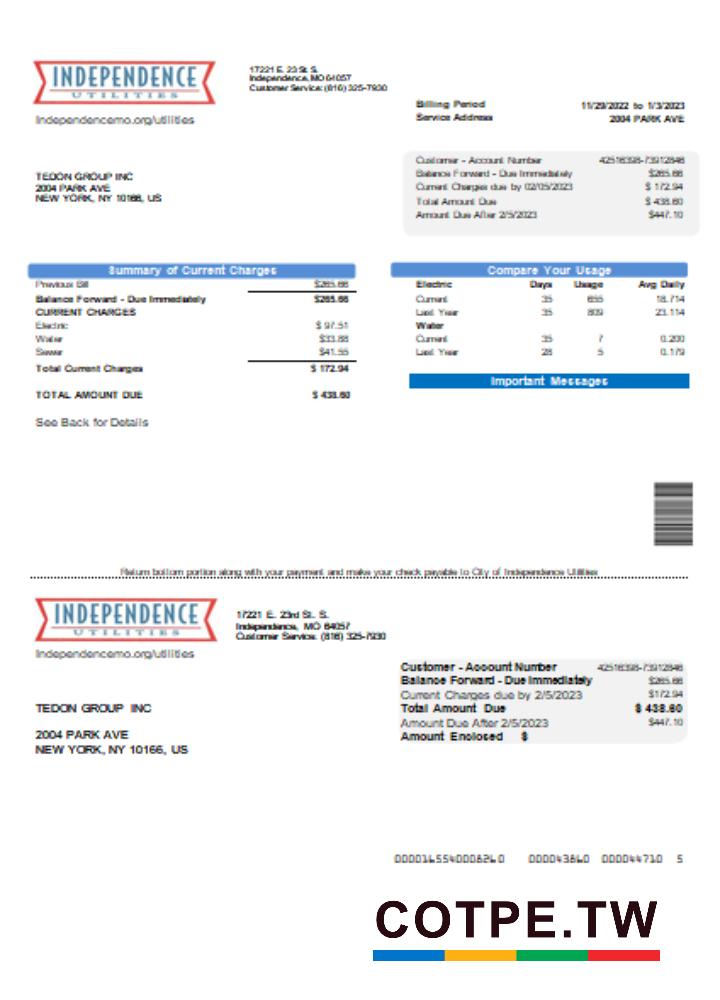 INDEPENDENCE
UTILITIES
Independencemo.org/utilities
17221 E. 23 St S.
Independence, MO 64057
Customer Service: (816) 325-7930
Billing Period 11/29/2022 to 1/3/2023
Service Address 2004 PARK AVE
TEDON GROUP INC
2004 PARK AVE
NEW YORK, NY 10166, US
Customer - Account Number 42516398-73912846
Balance Forward - Due Immediately $265.66
Current Charges due by 02/05/2023 $ 172.94
Total Amount Due $ 438.60
Amount Due After 2/5/2023 $447.10
Summary of Current Charges
Previous Bill $265.66
Balance Forward - Due Immediately $265.66
CURRENT CHARGES
Electric $ 97.51
Water $33.88
Sewer $41.55
Total Current Charges $ 172.94
TOTAL AMOUNT DUE $ 438.60
See Back for Details
Compare Your Usage
Electric Days Usage Avg Daily
Current 35 655 18.714
Last Year 35 809 23.114
Water
Current 35 7 0.200
Last Year 28 5 0.179
Important Messages
Return bottom portion along with your payment and make your check payable to City of Independence Utilities
INDEPENDENCE
UTILITIES
Independencemo.org/utilities
17221 E. 23rd St. S.
Independence, MO 64057
Customer Service: (816) 325-7930
Customer - Account Number 42516398-73912846
Balance Forward - Due Immediately $265.66
Current Charges due by 2/5/2023 $172.94
Total Amount Due $ 438.60
Amount Due After 2/5/2023 $447.10
Amount Enclosed $
TEDON GROUP INC
2004 PARK AVE
NEW YORK, NY 10166, US
0000165540008260 000043860 000044710 5
COTPE.TW